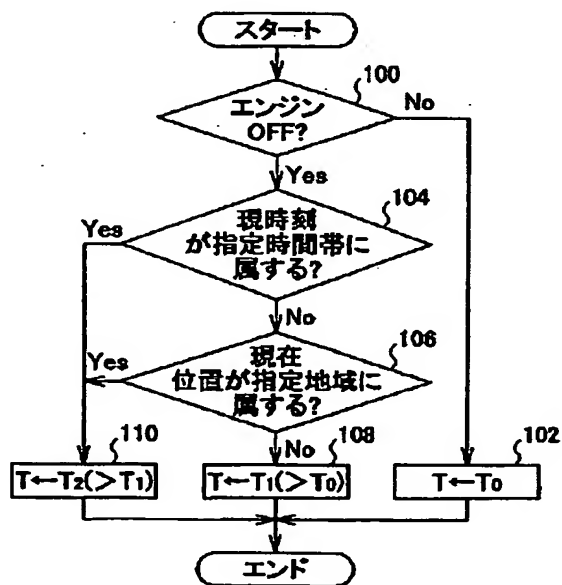 スタート
100
エンジン
OFF?
No
Yes
104
現時刻
が指定時間帯に
属する?
Yes
No
106
現在
位置が指定地域に
属する?
Yes
No
110
T←T2(>T1)
108
T←T1(>T0)
102
T←T0
エンド